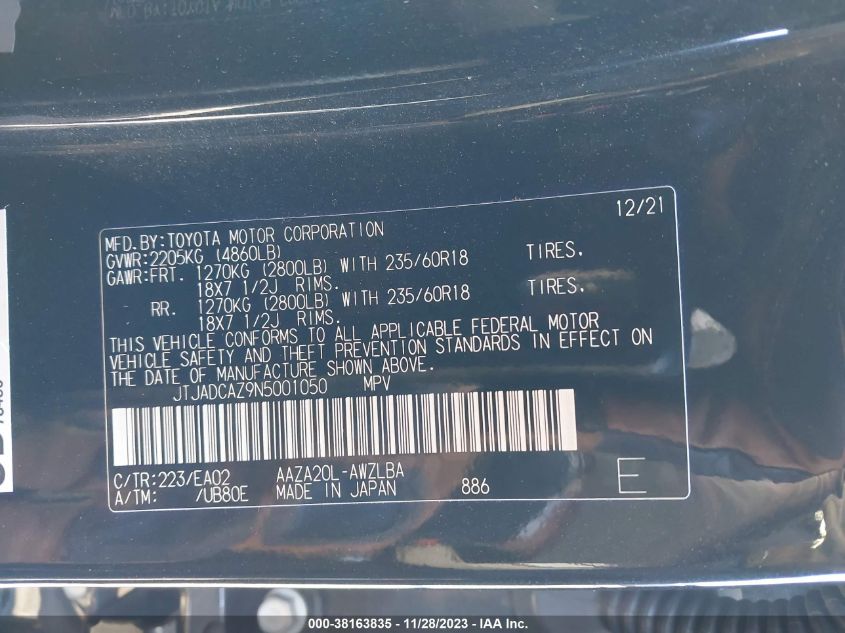 12/21
MFD.BY:TOYOTA MOTOR CORPORATION
GVWR:2205KG (4860LB)
GAWR:FRT. 1270KG (2800LB) WITH 235/60R18 TIRES.
18X7 1/2J RIMS.
RR. 1270KG (2800LB) WITH 235/60R18 TIRES.
18X7 1/2J RIMS.
THIS VEHICLE CONFORMS TO ALL APPLICABLE FEDERAL MOTOR
VEHICLE SAFETY AND THEFT PREVENTION STANDARDS IN EFFECT ON
THE DATE OF MANUFACTURE SHOWN ABOVE.
JTJADCAZ9N5001050 MPV
C/TR:223/EA02 AAZA20L-AWZLBA
A/TM: /UB80E MADE IN JAPAN 886 E
000-38163835 - 11/28/2023 - IAA Inc.